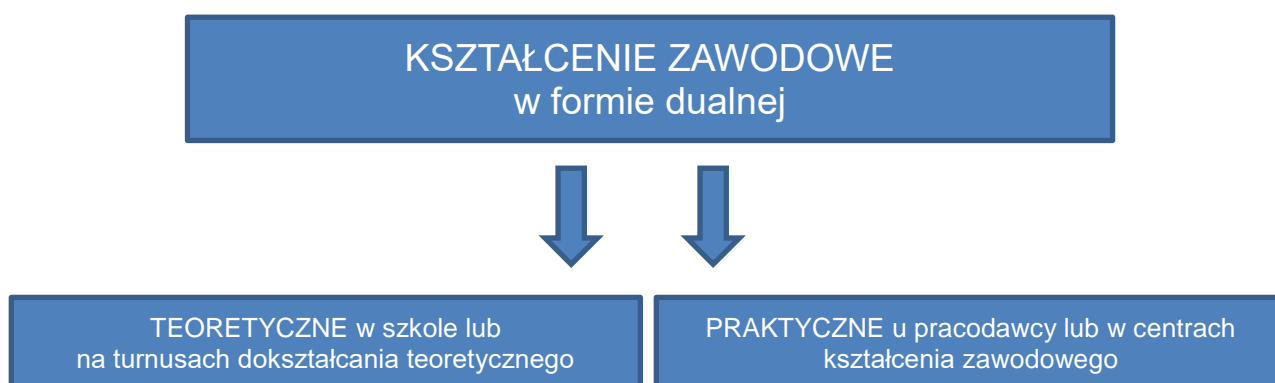 KSZTAŁCENIE ZAWODOWE
w formie dualnej
TEORETYCZNE w szkole lub
na turnusach dokształcania teoretycznego
PRAKTYCZNE u pracodawcy lub w centrach
kształcenia zawodowego